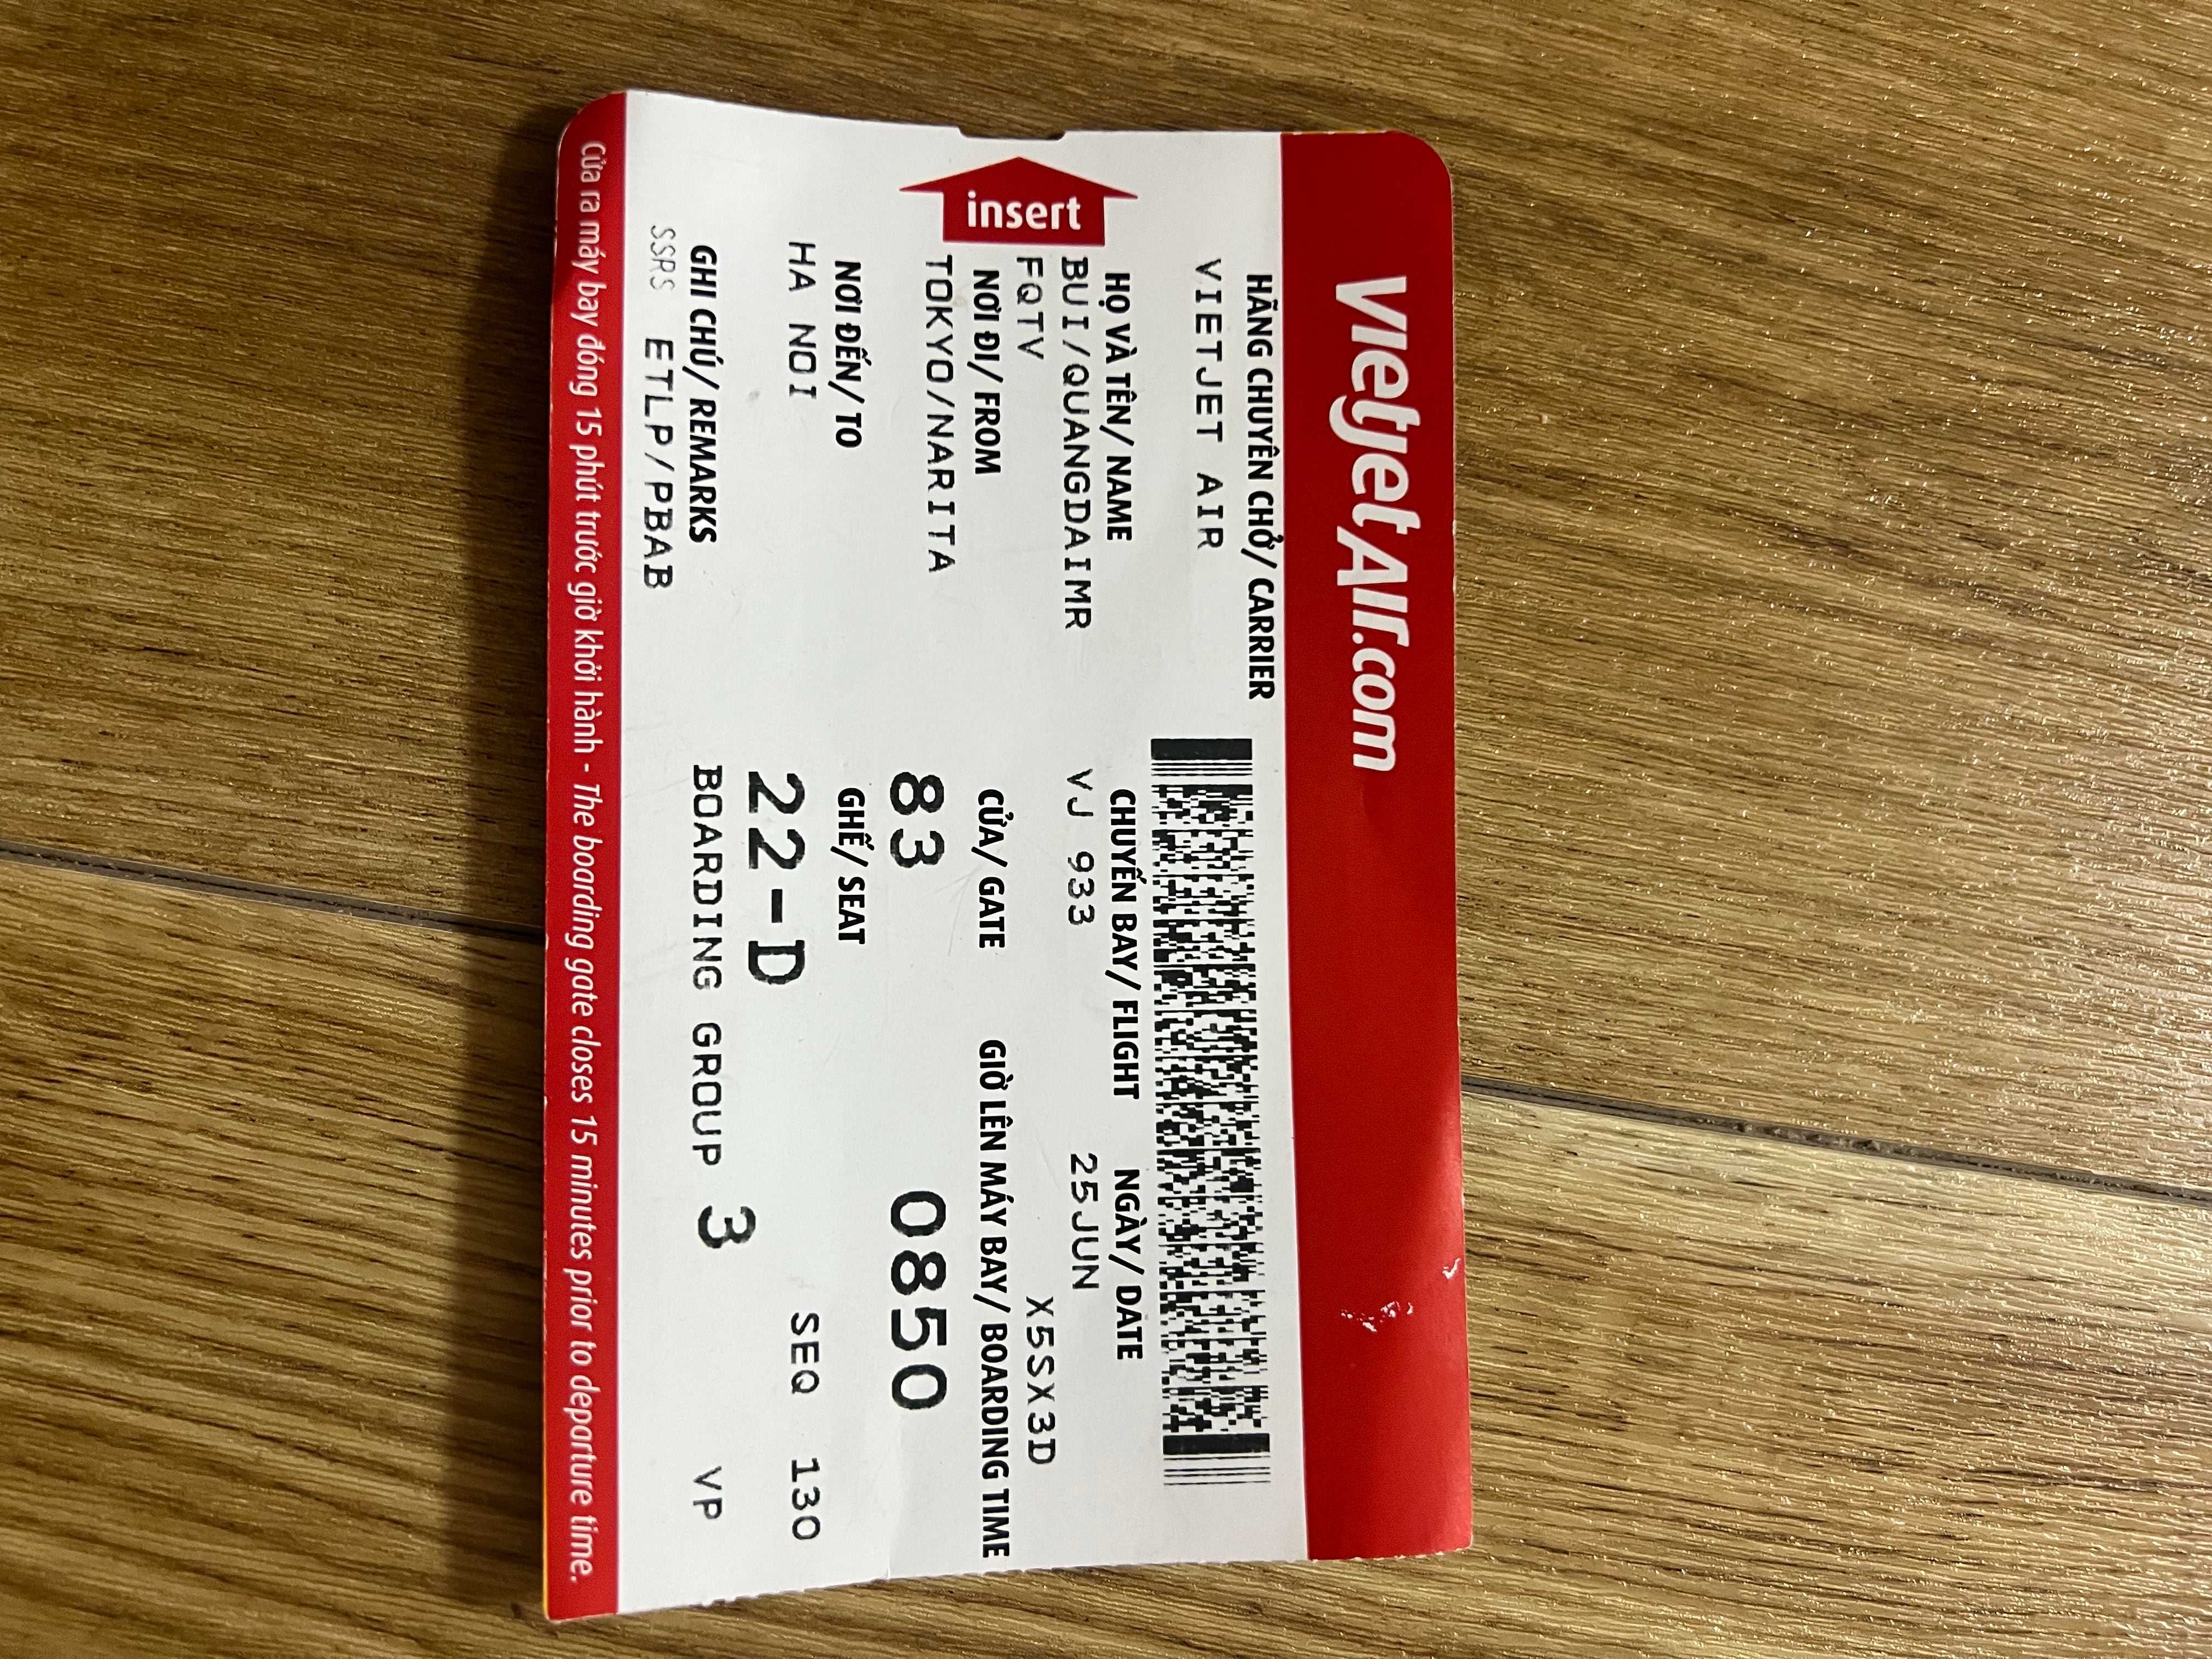 vietjetAir.com
HÃNG CHUYÊN CHỞ/ CARRIER
VIETJET AIR
HỌ VÀ TÊN/ NAME
BUI/QUANGDAIMR
FQTV
CHUYẾN BAY/ FLIGHT
VJ 933
NGÀY/ DATE
25JUN
X5SX3D
insert
NƠI ĐI/ FROM
TOKYO/NARITA
CỬA/ GATE
83
GIỜ LÊN MÁY BAY/ BOARDING TIME
0850
NƠI ĐẾN/ TO
HA NOI
GHẾ/ SEAT
22-D
SEQ 130
GHI CHÚ/ REMARKS
SSRS ETLP/PBAB
BOARDING GROUP 3
VP
Cửa ra máy bay đóng 15 phút trước giờ khởi hành - The boarding gate closes 15 minutes prior to departure time.